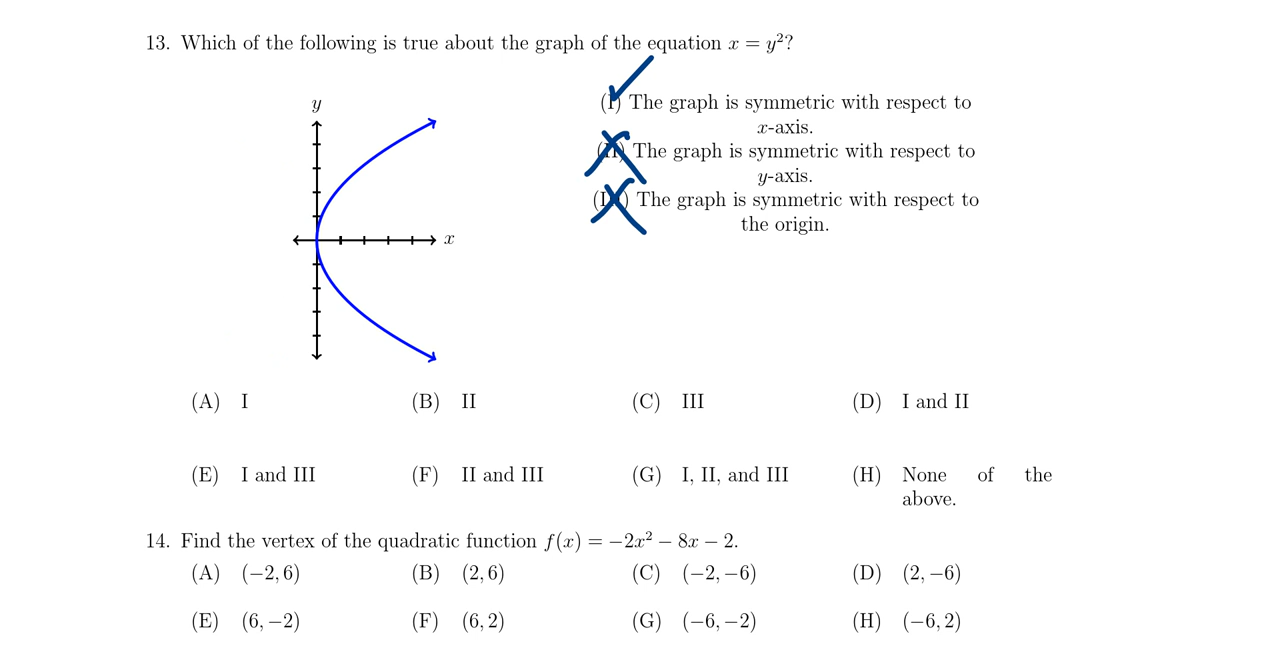 13. Which of the following is true about the graph of the equation x = y²?
y
x
(I) The graph is symmetric with respect to
x-axis.
The graph is symmetric with respect to
y-axis.
The graph is symmetric with respect to
the origin.
(A) I (B) II (C) III (D) I and II
(E) I and III (F) II and III (G) I, II, and III (H) None of the
above.
14. Find the vertex of the quadratic function f(x) = −2x² − 8x − 2.
(A) (−2, 6) (B) (2, 6) (C) (−2, −6) (D) (2, −6)
(E) (6, −2) (F) (6, 2) (G) (−6, −2) (H) (−6, 2)